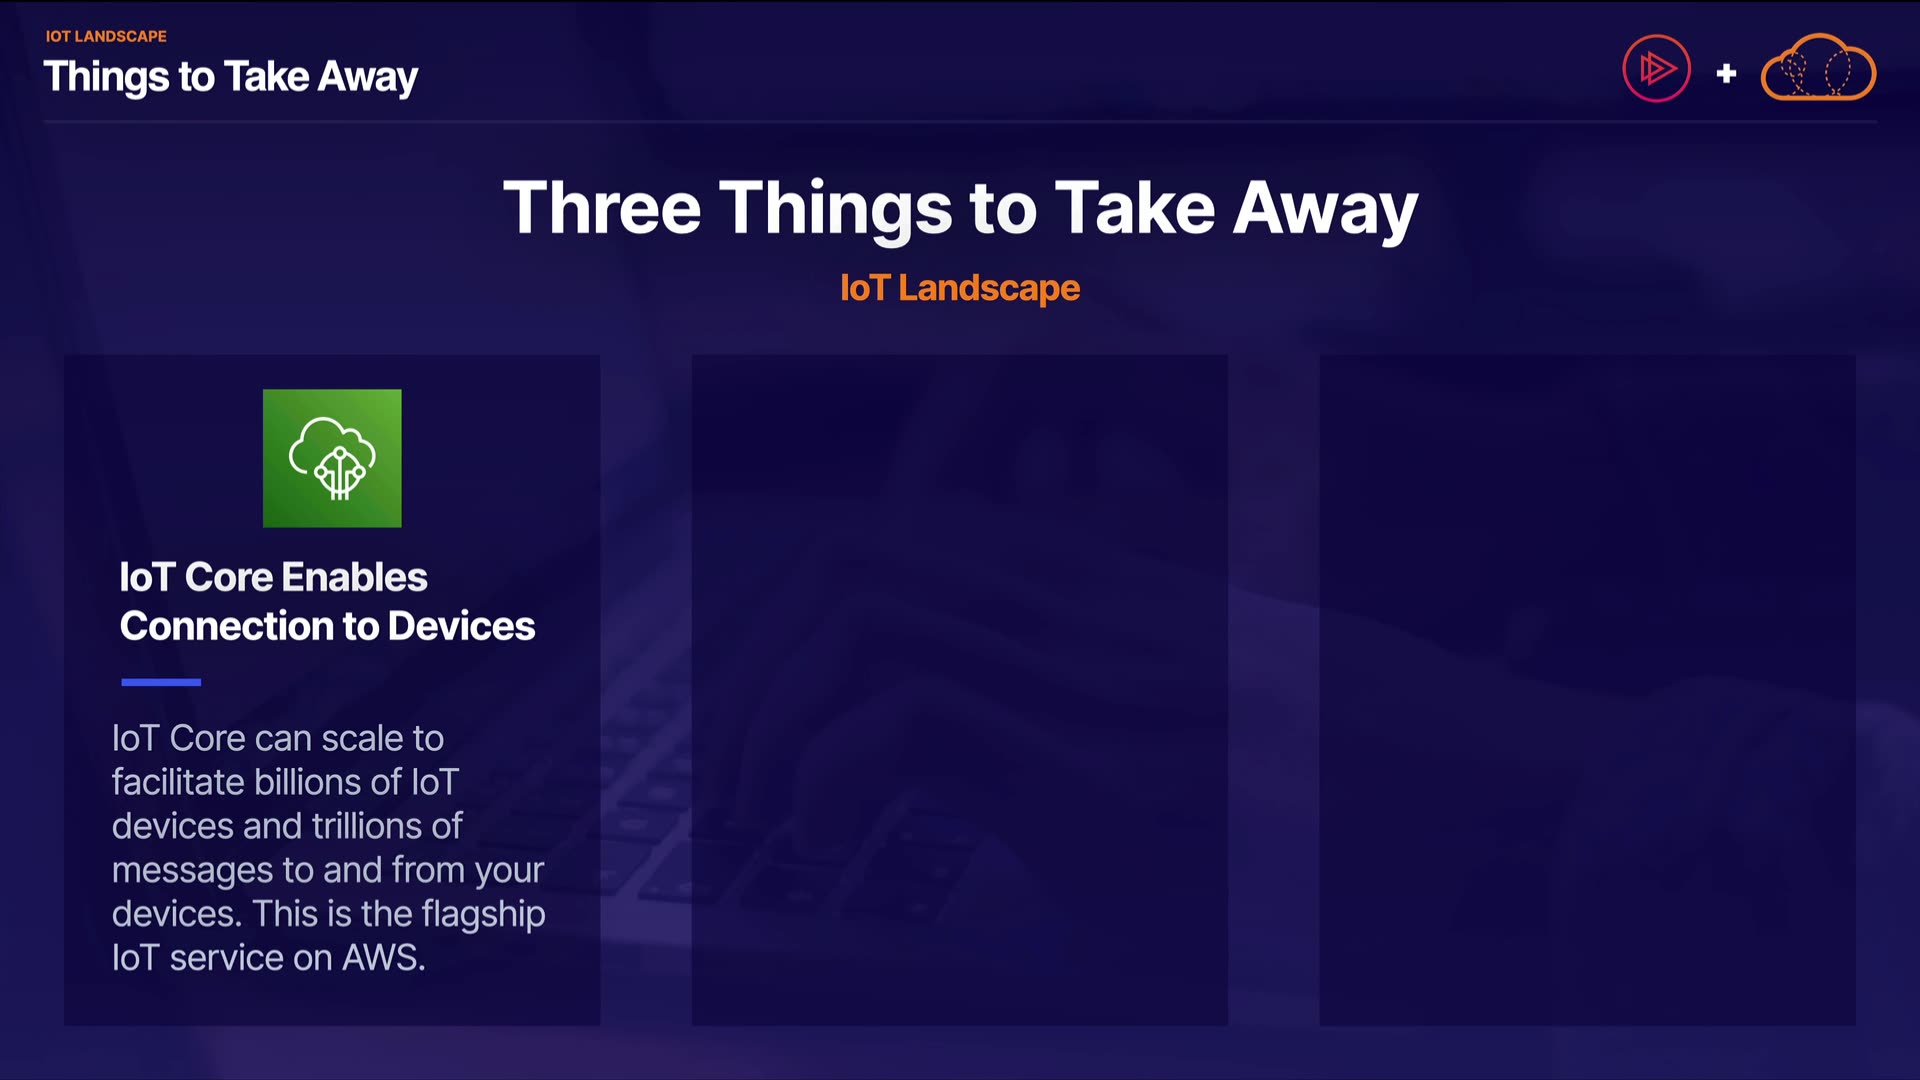 IOT LANDSCAPE
Things to Take Away
+
Three Things to Take Away
IoT Landscape
IoT Core Enables
Connection to Devices
IoT Core can scale to
facilitate billions of IoT
devices and trillions of
messages to and from your
devices. This is the flagship
IoT service on AWS.